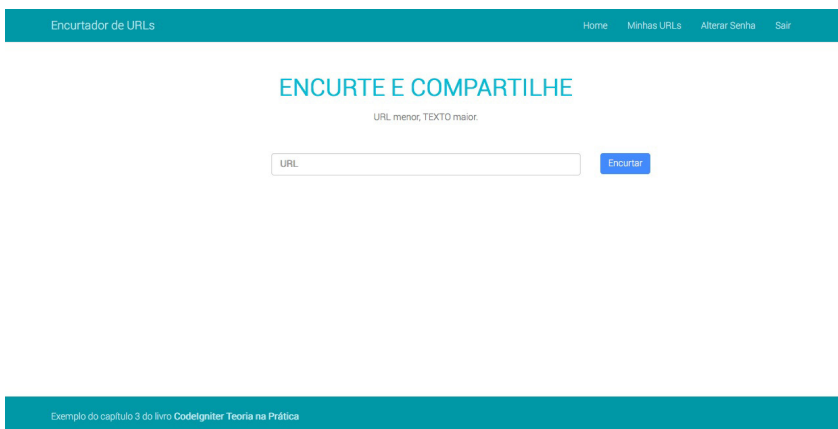 Encurtador de URLs Home Minhas URLs Alterar Senha Sair
ENCURTE E COMPARTILHE
URL menor, TEXTO maior.
URL Encurtar
Exemplo do capítulo 3 do livro CodeIgniter Teoria na Prática